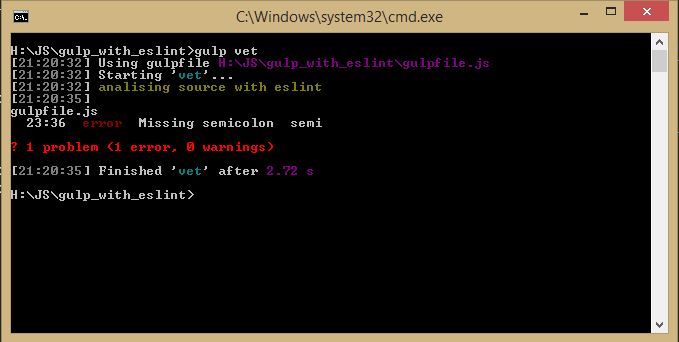 C:\Windows\system32\cmd.exe
H:\JS\gulp_with_eslint>gulp vet
[21:20:32] Using gulpfile H:\JS\gulp_with_eslint\gulpfile.js
[21:20:32] Starting 'vet'...
[21:20:32] analising source with eslint
[21:20:35]
gulpfile.js
  23:36  error  Missing semicolon  semi
? 1 problem (1 error, 0 warnings)
[21:20:35] Finished 'vet' after 2.72 s
H:\JS\gulp_with_eslint>